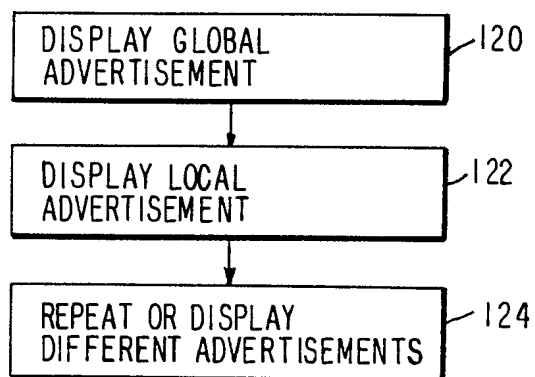 DISPLAY GLOBAL
ADVERTISEMENT
120
DISPLAY LOCAL
ADVERTISEMENT
122
REPEAT OR DISPLAY
DIFFERENT ADVERTISEMENTS
124